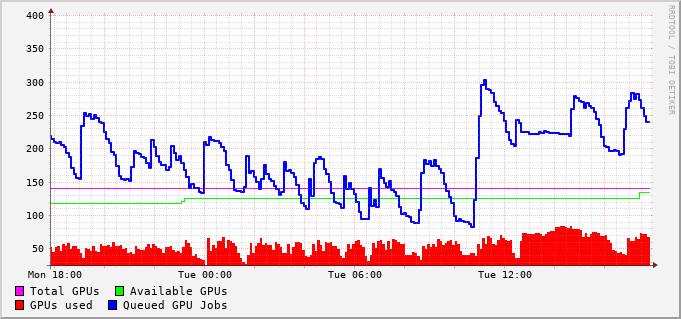 400
350
300
250
200
150
100
50
Mon 18:00 Tue 00:00 Tue 06:00 Tue 12:00
Total GPUs Available GPUs
GPUs used Queued GPU Jobs
RRDTOOL / TOBI OETIKER